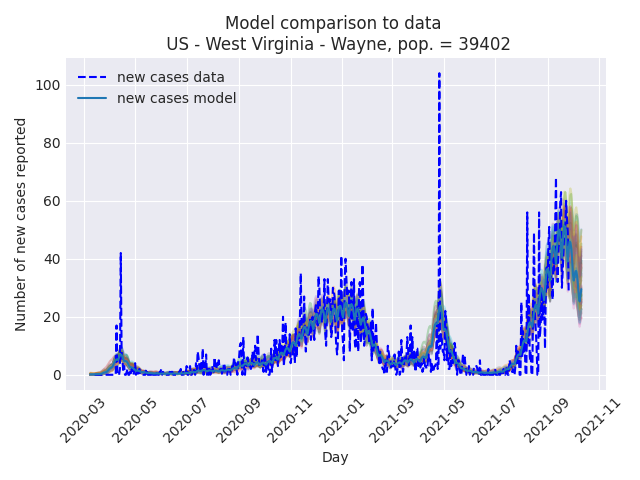 Model comparison to data
US - West Virginia - Wayne, pop. = 39402
new cases data
new cases model
Number of new cases reported
100
80
60
40
20
0
2020-03
2020-05
2020-07
2020-09
2020-11
2021-01
2021-03
2021-05
2021-07
2021-09
2021-11
Day